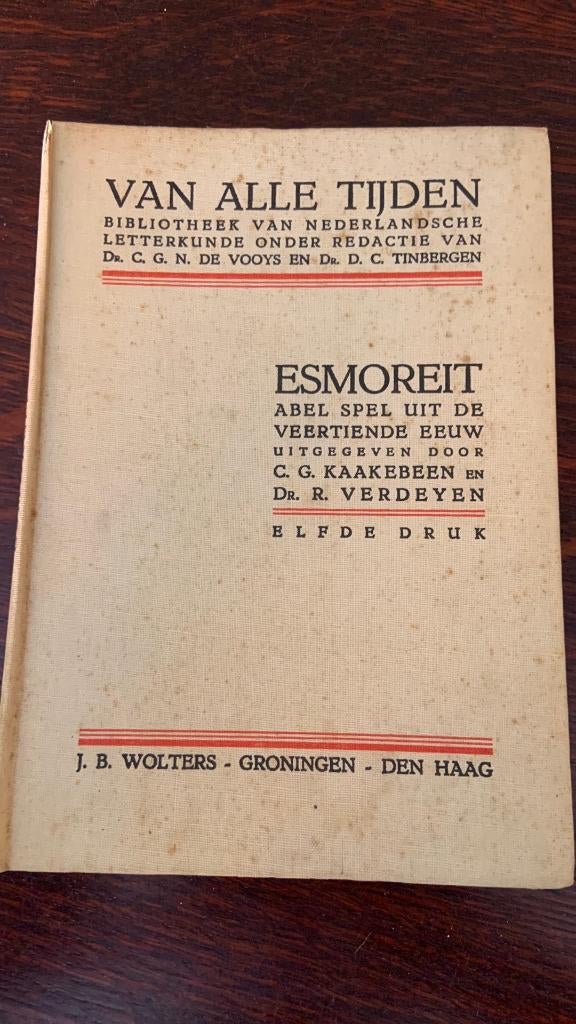 VAN ALLE TIJDEN
BIBLIOTHEEK VAN NEDERLANDSCHE
LETTERKUNDE ONDER REDACTIE VAN
DR. C. G. N. DE VOOYS EN DR. D. C. TINBERGEN
ESMOREIT
ABEL SPEL UIT DE
VEERTIENDE EEUW
UITGEGEVEN DOOR
C. G. KAAKEBEEN EN
DR. R. VERDEYEN
ELFDE DRUK
J. B. WOLTERS - GRONINGEN - DEN HAAG